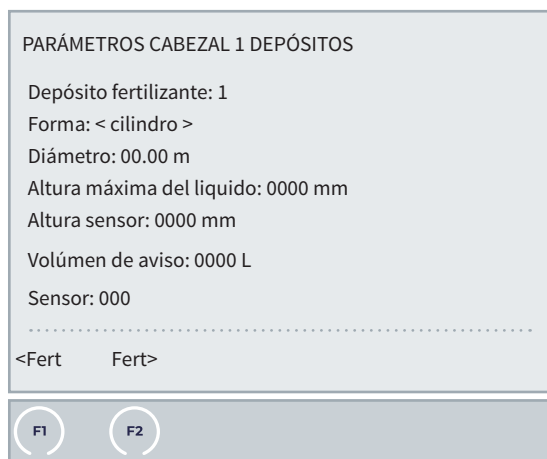 PARÁMETROS CABEZAL 1 DEPÓSITOS
Depósito fertilizante: 1
Forma: < cilindro >
Diámetro: 00.00 m
Altura máxima del liquido: 0000 mm
Altura sensor: 0000 mm
Volúmen de aviso: 0000 L
Sensor: 000
<Fert Fert>
F1 F2